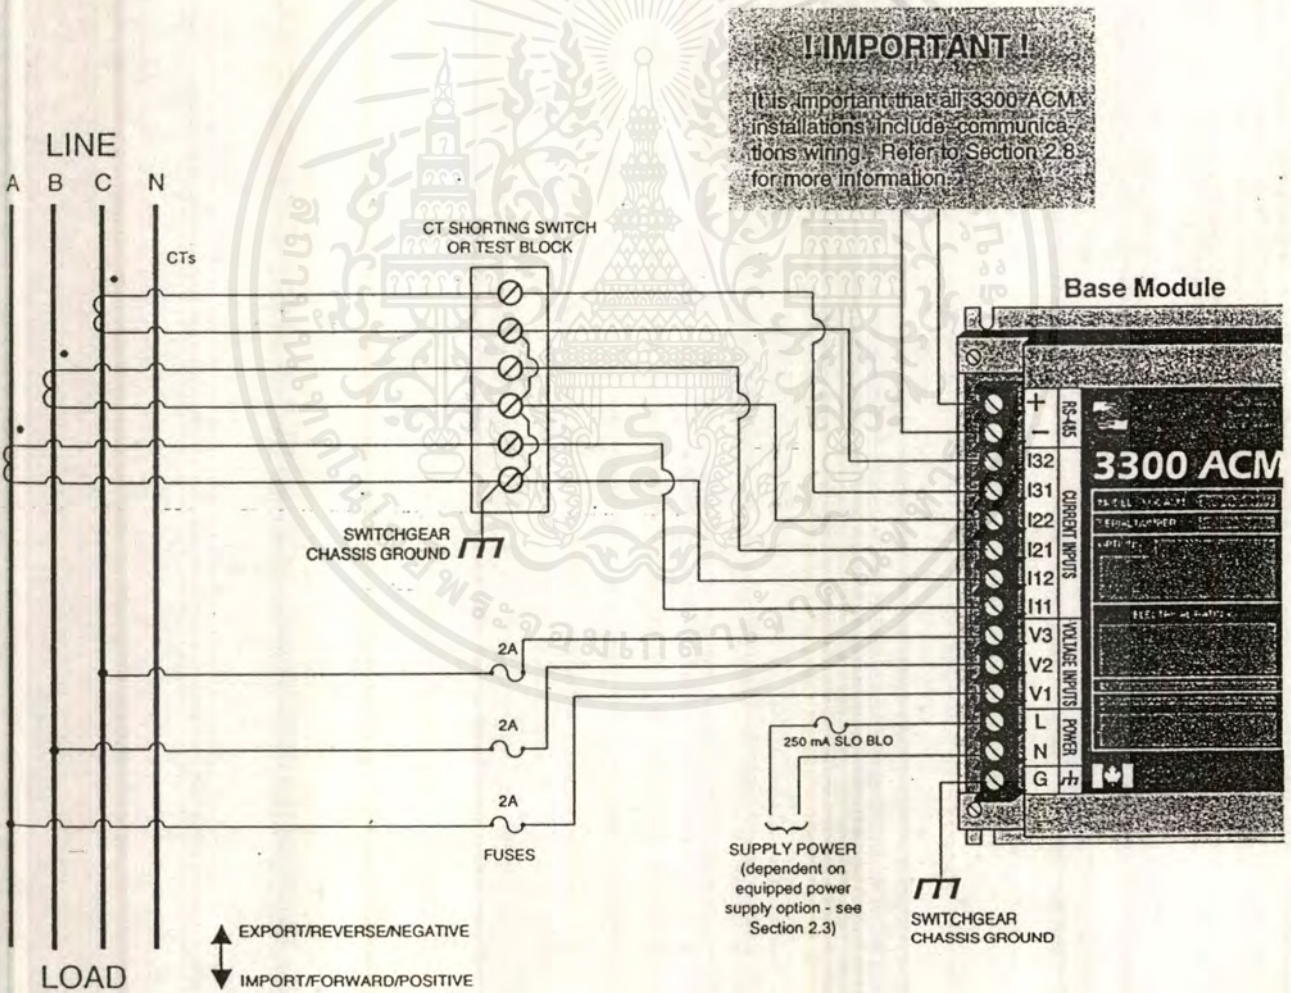 ! IMPORTANT !
It is important that all 3300 ACM
installations include communica-
tions wiring. Refer to Section 2.8
for more information.
LINE
A B C N
CTs
CT SHORTING SWITCH
OR TEST BLOCK
SWITCHGEAR
CHASSIS GROUND
Base Module
+
−
RS-485
3300 ACM
I32
I31
I22
I21
I12
I11
CURRENT INPUTS
V3
V2
V1
VOLTAGE INPUTS
L
N
G
POWER
2A
2A
2A
FUSES
250 mA SLO BLO
SUPPLY POWER
(dependent on
equipped power
supply option - see
Section 2.3)
SWITCHGEAR
CHASSIS GROUND
EXPORT/REVERSE/NEGATIVE
IMPORT/FORWARD/POSITIVE
LOAD